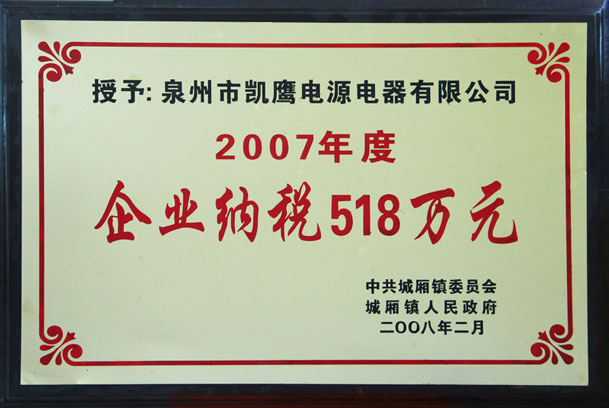 授予:泉州市凯鹰电源电器有限公司
2007年度
企业纳税518万元
中共城厢镇委员会
城厢镇人民政府
二〇〇八年二月